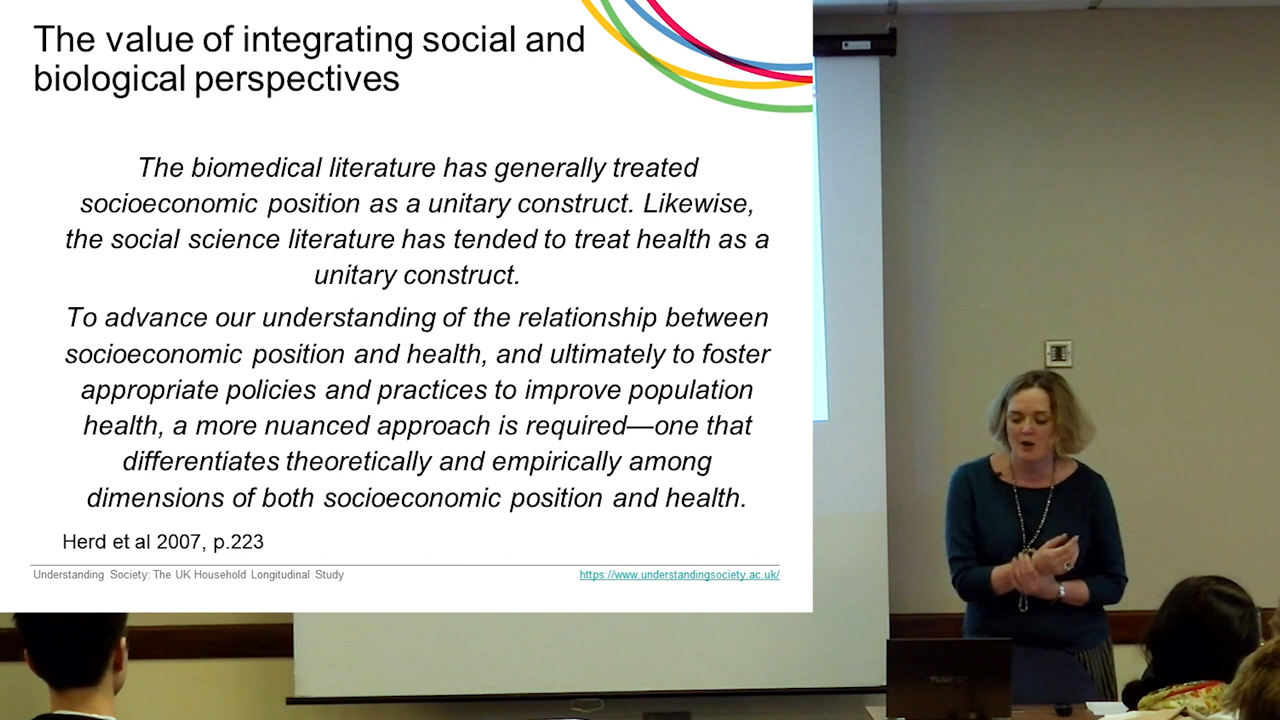 The value of integrating social and
biological perspectives
The biomedical literature has generally treated
socioeconomic position as a unitary construct. Likewise,
the social science literature has tended to treat health as a
unitary construct.
To advance our understanding of the relationship between
socioeconomic position and health, and ultimately to foster
appropriate policies and practices to improve population
health, a more nuanced approach is required—one that
differentiates theoretically and empirically among
dimensions of both socioeconomic position and health.
Herd et al 2007, p.223
Understanding Society: The UK Household Longitudinal Study
https://www.understandingsociety.ac.uk/